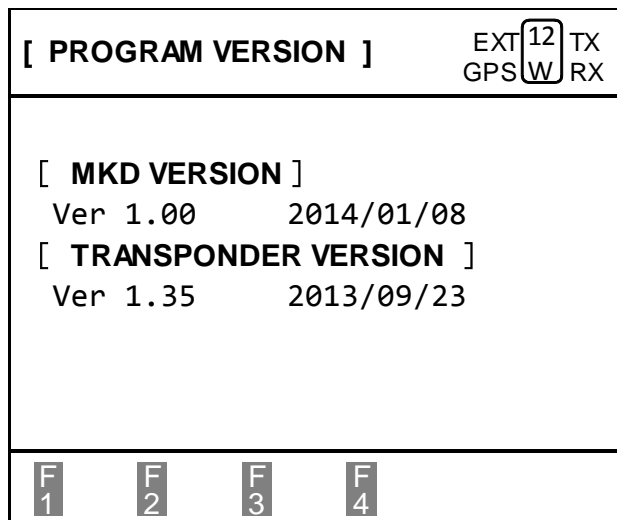 [ PROGRAM VERSION ] EXT 12 TX
GPS W RX
[ MKD VERSION ]
Ver 1.00 2014/01/08
[ TRANSPONDER VERSION ]
Ver 1.35 2013/09/23
F1 F2 F3 F4